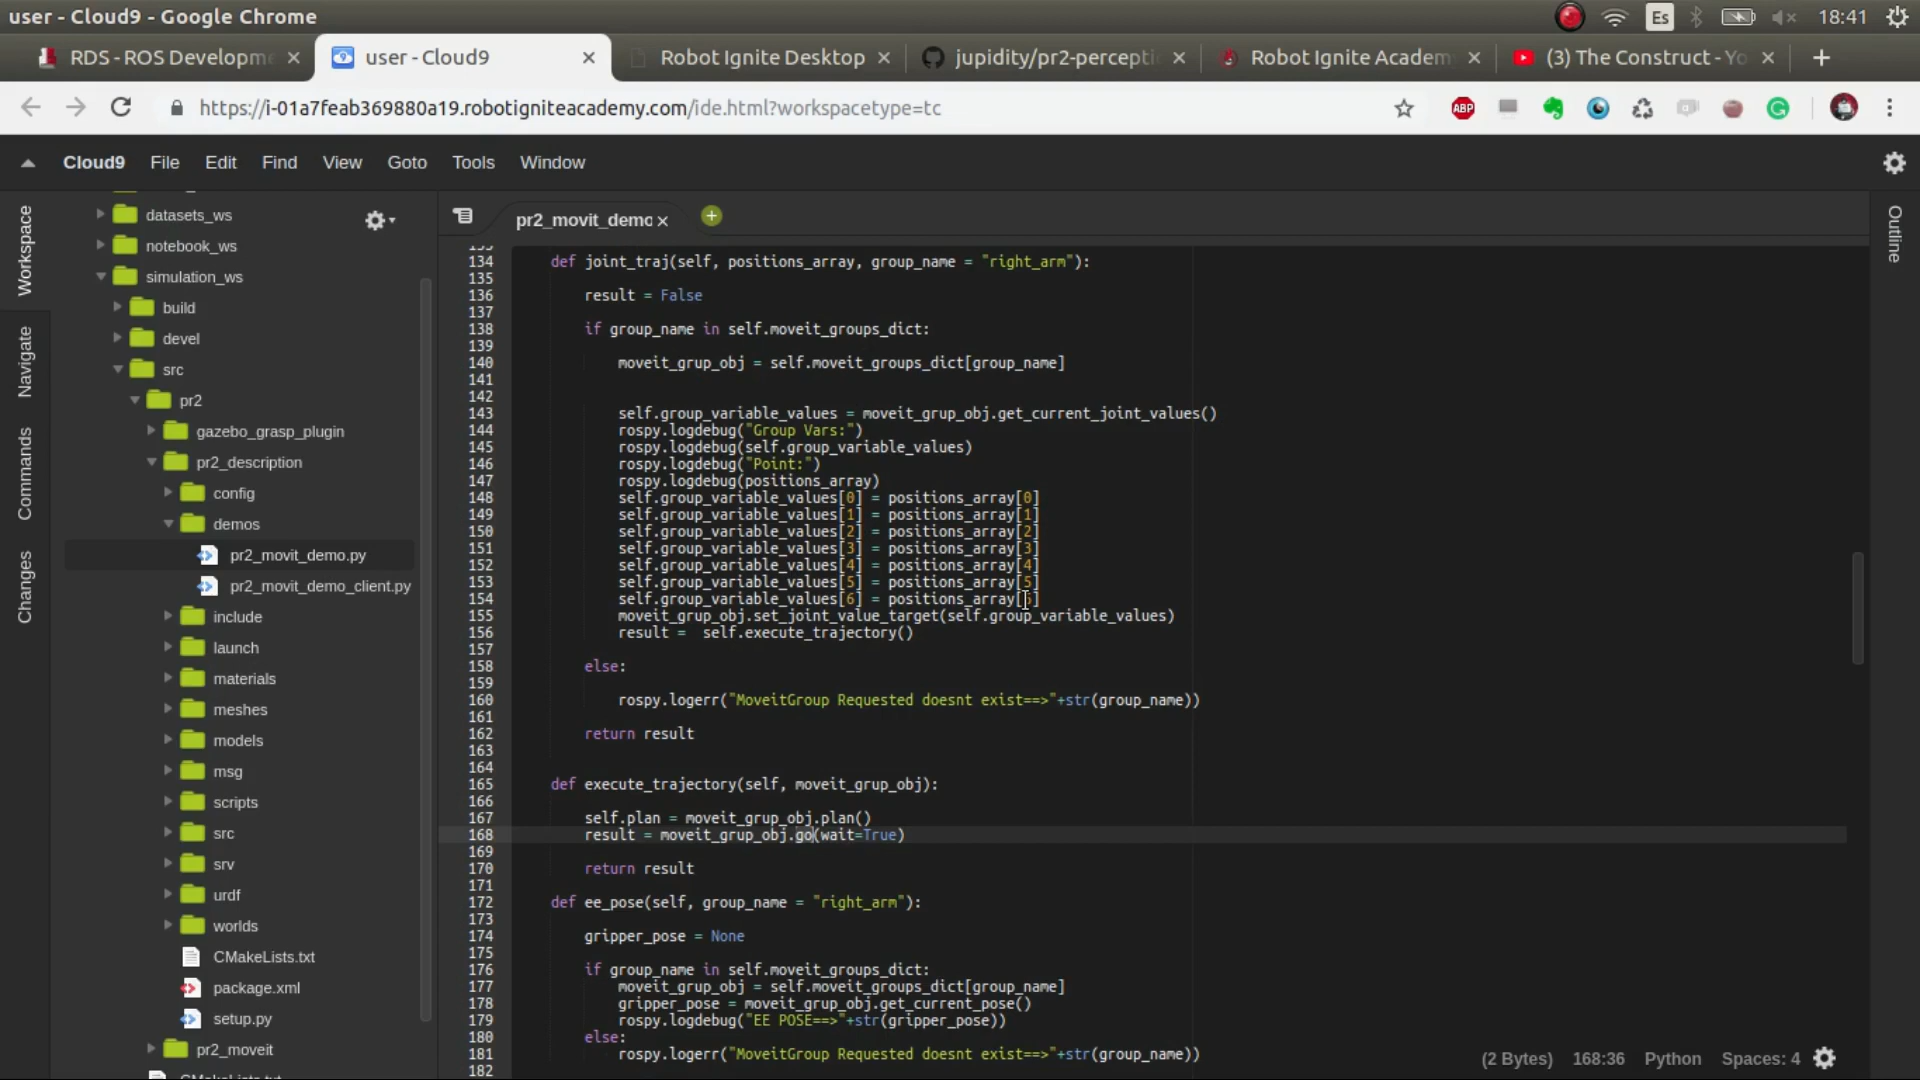 user - Cloud9 - Google Chrome
Es
18:41
RDS - ROS Developme
user - Cloud9
Robot Ignite Desktop
jupidity/pr2-percepti
Robot Ignite Academ
(3) The Construct - Yo
https://i-01a7feab369880a19.robotigniteacademy.com/ide.html?workspacetype=tc
ABP
Cloud9 File Edit Find View Goto Tools Window
Workspace
Navigate
Commands
Changes
Outline
datasets_ws
notebook_ws
simulation_ws
build
devel
src
pr2
gazebo_grasp_plugin
pr2_description
config
demos
pr2_movit_demo.py
pr2_movit_demo_client.py
include
launch
materials
meshes
models
msg
scripts
src
srv
urdf
worlds
CMakeLists.txt
package.xml
setup.py
pr2_moveit
CMakeLists.txt
pr2_movit_demo
133
134 def joint_traj(self, positions_array, group_name = "right_arm"):
135
136 result = False
137
138 if group_name in self.moveit_groups_dict:
139
140 moveit_grup_obj = self.moveit_groups_dict[group_name]
141
142
143 self.group_variable_values = moveit_grup_obj.get_current_joint_values()
144 rospy.logdebug("Group Vars:")
145 rospy.logdebug(self.group_variable_values)
146 rospy.logdebug("Point:")
147 rospy.logdebug(positions_array)
148 self.group_variable_values[0] = positions_array[0]
149 self.group_variable_values[1] = positions_array[1]
150 self.group_variable_values[2] = positions_array[2]
151 self.group_variable_values[3] = positions_array[3]
152 self.group_variable_values[4] = positions_array[4]
153 self.group_variable_values[5] = positions_array[5]
154 self.group_variable_values[6] = positions_array[6]
155 moveit_grup_obj.set_joint_value_target(self.group_variable_values)
156 result =  self.execute_trajectory()
157
158 else:
159
160 rospy.logerr("MoveitGroup Requested doesnt exist==>"+str(group_name))
161
162 return result
163
164
165 def execute_trajectory(self, moveit_grup_obj):
166
167 self.plan = moveit_grup_obj.plan()
168 result = moveit_grup_obj.go(wait=True)
169
170 return result
171
172 def ee_pose(self, group_name = "right_arm"):
173
174 gripper_pose = None
175
176 if group_name in self.moveit_groups_dict:
177 moveit_grup_obj = self.moveit_groups_dict[group_name]
178 gripper_pose = moveit_grup_obj.get_current_pose()
179 rospy.logdebug("EE POSE==>"+str(gripper_pose))
180 else:
181 rospy.logerr("MoveitGroup Requested doesnt exist==>"+str(group_name))
182
(2 Bytes) 168:36 Python Spaces: 4